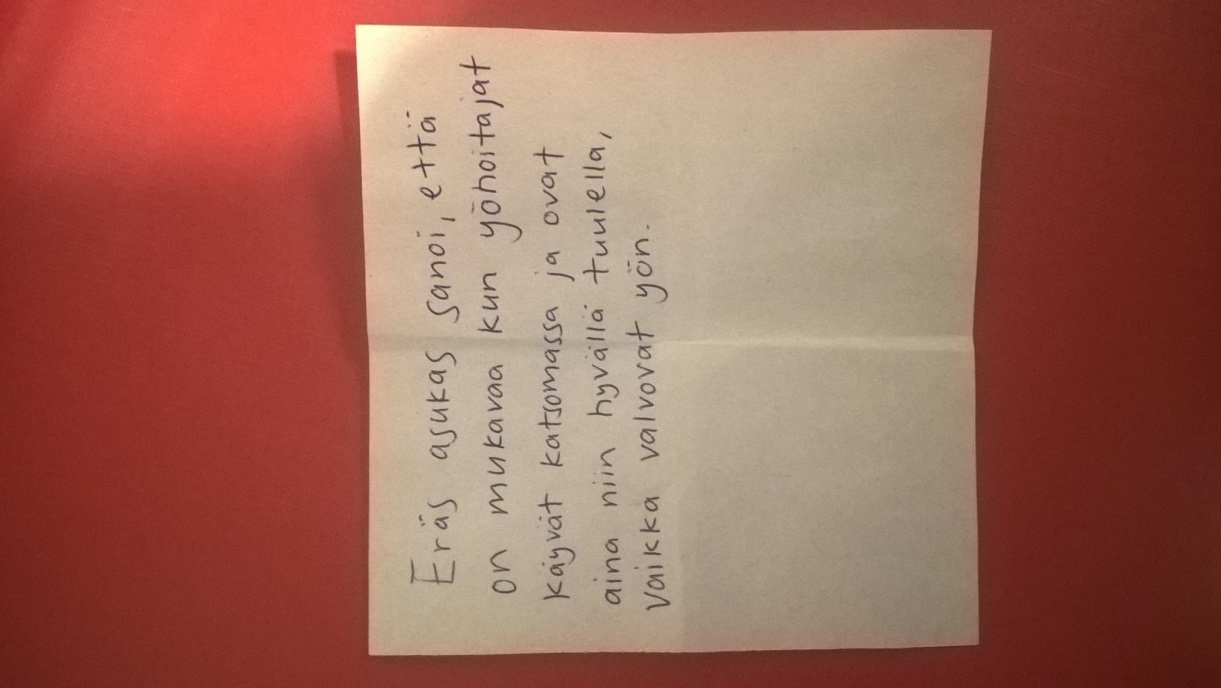 Eräs asukas sanoi, että
on mukavaa kun yöhoitajat
käyvät katsomassa ja ovat
aina niin hyvällä tuulella,
vaikka valvovat yön.